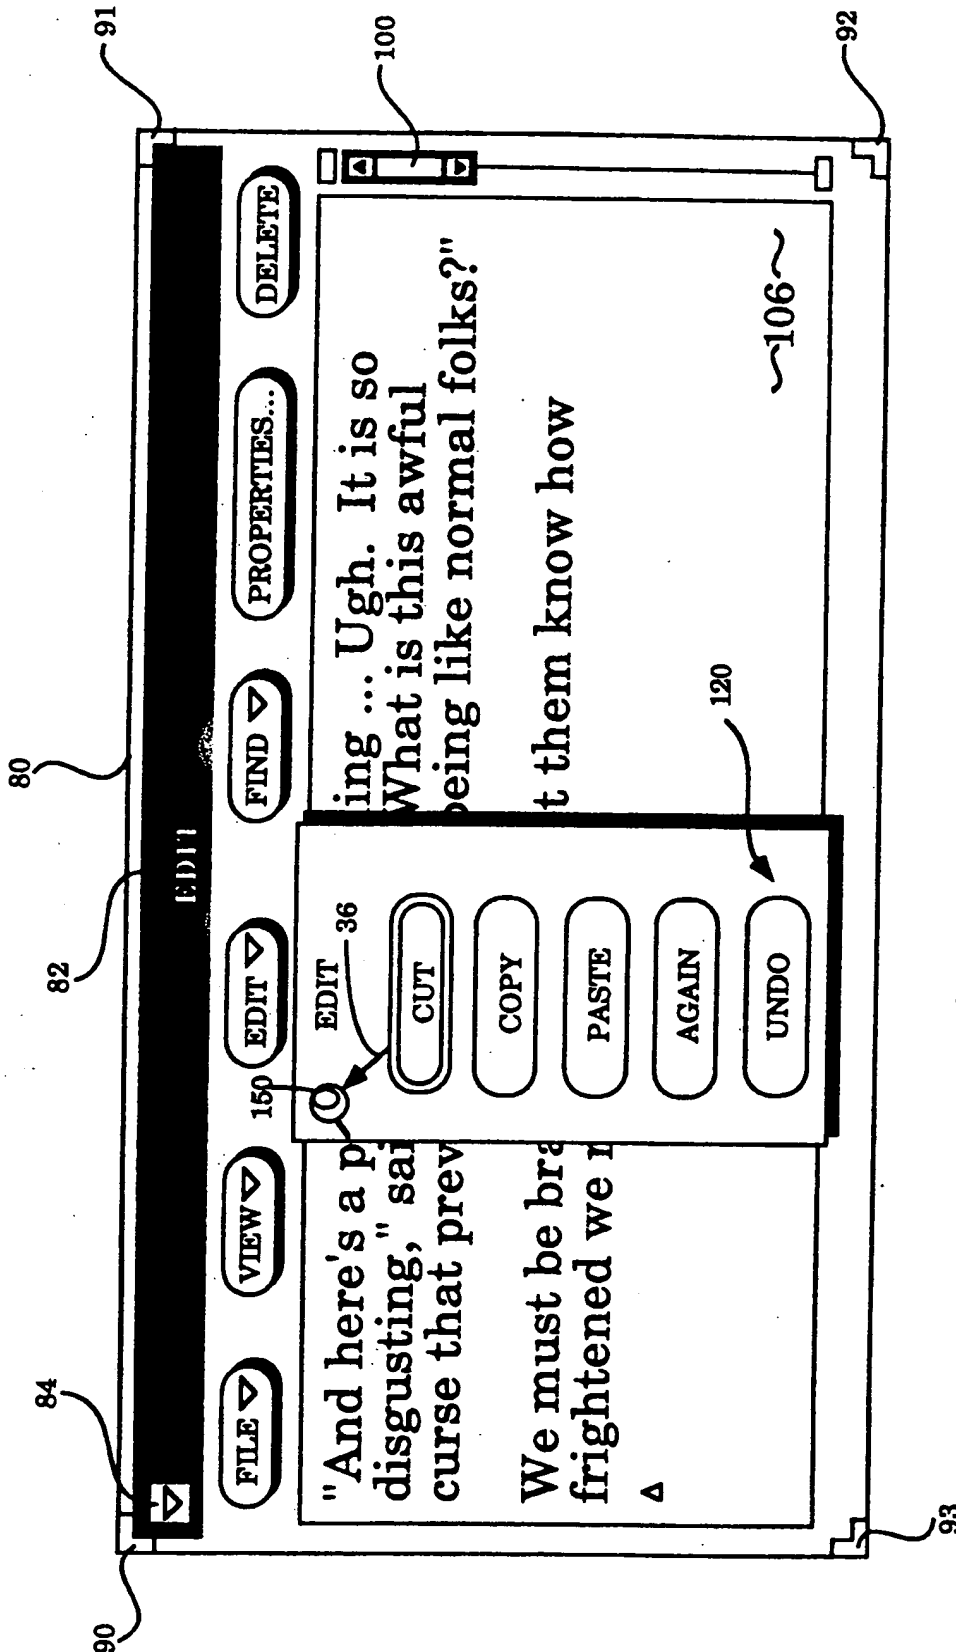 80
82
84
90
91
EDIT
FILE
VIEW
EDIT
FIND
PROPERTIES...
DELETE
150
36
100
"And here's a p
ing ... Ugh. It is so
disgusting," sai
What is this awful
curse that prev
being like normal folks?"
We must be bra
t them know how
frightened we n
EDIT
CUT
COPY
PASTE
AGAIN
UNDO
120
106
92
93